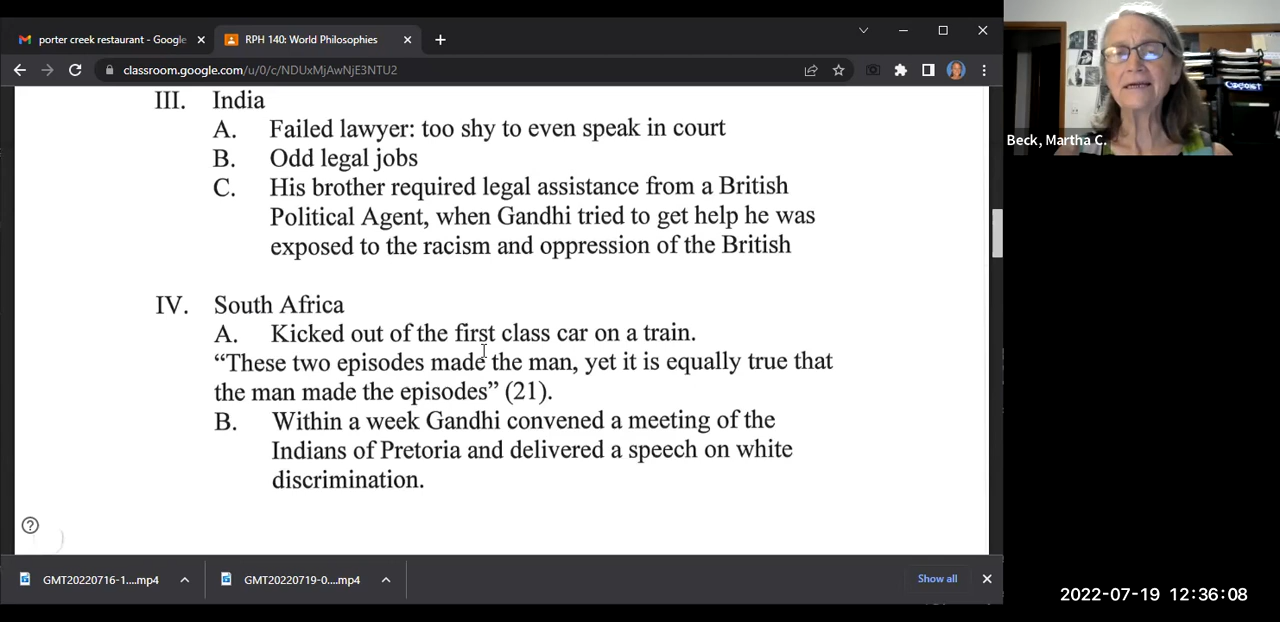 porter creek restaurant - Google
RPH 140: World Philosophies
classroom.google.com/u/0/c/NDUxMjAwNjE3NTU2
III. India
A. Failed lawyer: too shy to even speak in court
B. Odd legal jobs
C. His brother required legal assistance from a British
Political Agent, when Gandhi tried to get help he was
exposed to the racism and oppression of the British
IV. South Africa
A. Kicked out of the first class car on a train.
“These two episodes made the man, yet it is equally true that
the man made the episodes” (21).
B. Within a week Gandhi convened a meeting of the
Indians of Pretoria and delivered a speech on white
discrimination.
GMT20220716-1....mp4
GMT20220719-0....mp4
Show all
Beck, Martha C.
2022-07-19 12:36:08